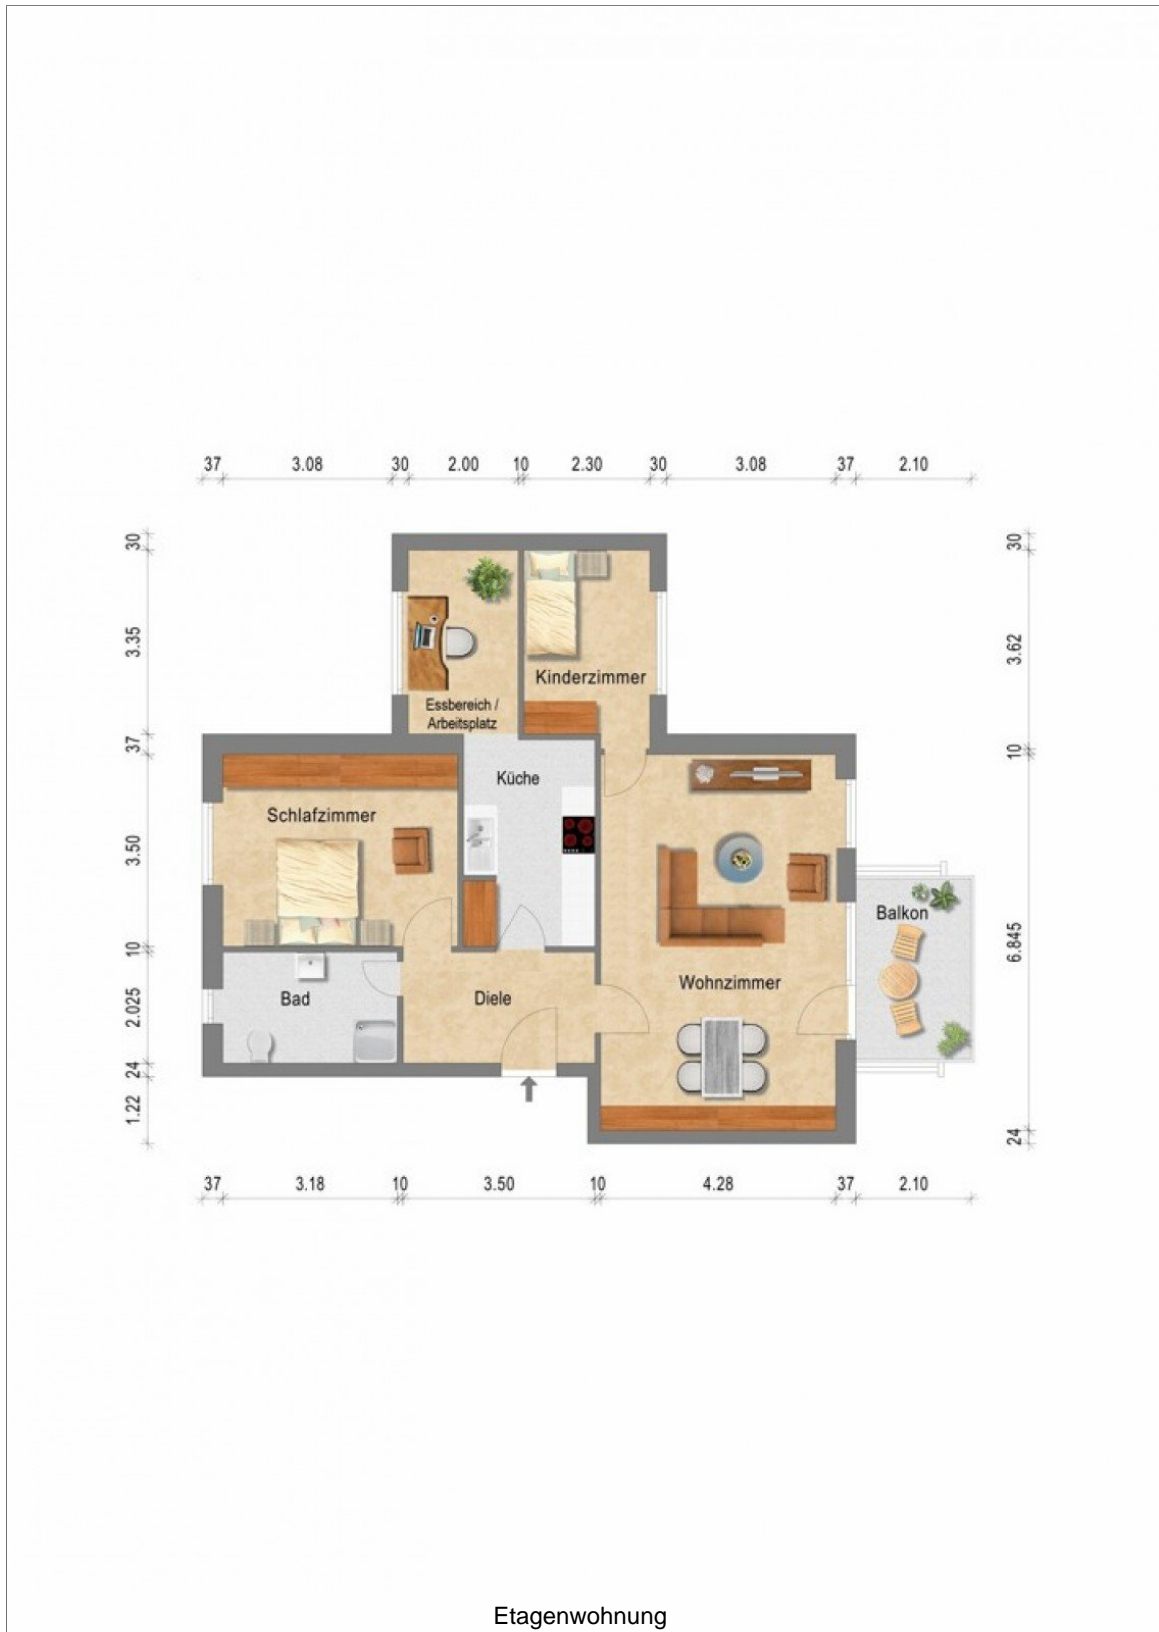 37 3.08 30 2.00 10 2.30 30 3.08 37 2.10
30
3.35
37
3.50
10
2.025
24
1.22
30
3.62
10
6.845
24
Kinderzimmer
Essbereich /
Arbeitsplatz
Küche
Schlafzimmer
Balkon
Wohnzimmer
Bad
Diele
37 3.18 10 3.50 10 4.28 37 2.10
Etagenwohnung